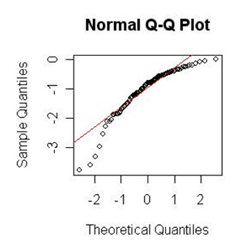 Normal Q-Q Plot
Sample Quantiles
0
-1
-2
-3
-2 -1 0 1 2
Theoretical Quantiles